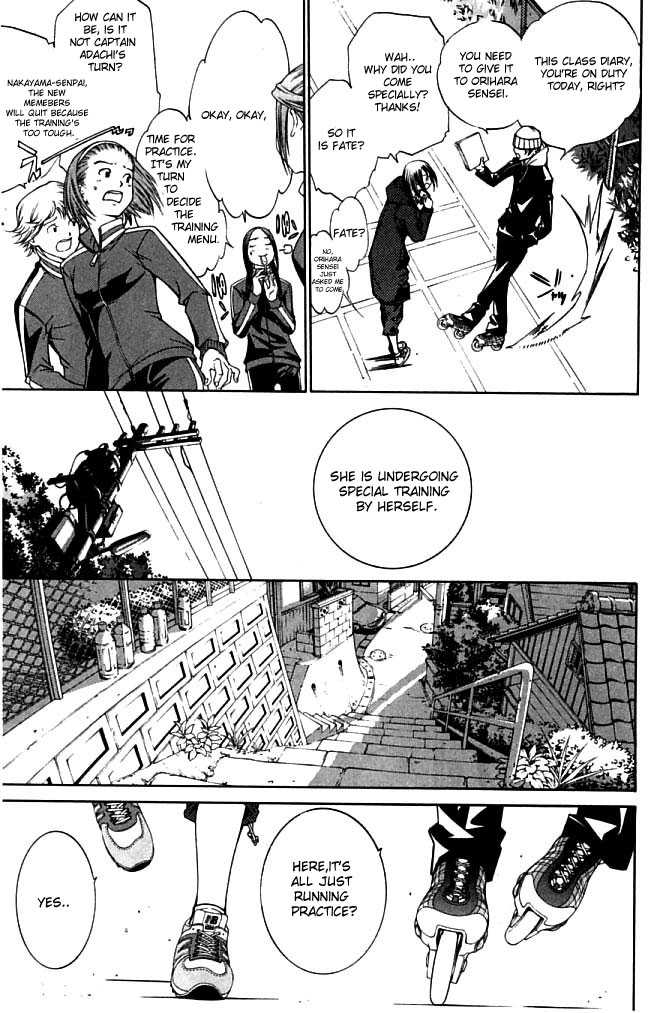 THIS CLASS DIARY,
YOU'RE ON DUTY
TODAY, RIGHT?
YOU NEED
TO GIVE IT
TO ORIHARA
SENSEI.
WAH..
WHY DID YOU
COME
SPECIALLY?
THANKS!
SO IT
IS FATE?
FATE?
NO,
ORIHARA
SENSEI
JUST
ASKED ME
TO COME.
OKAY, OKAY,
TIME FOR
PRACTICE.
IT'S MY
TURN
TO
DECIDE
THE
TRAINING
MENU.
HOW CAN IT
BE, IS IT
NOT CAPTAIN
ADACHI'S
TURN?
NAKAYAMA-SENPAI,
THE NEW
MEMEBERS
WILL QUIT BECAUSE
THE TRAINING'S
TOO TOUGH.
SHE IS UNDERGOING
SPECIAL TRAINING
BY HERSELF.
HERE,IT'S
ALL JUST
RUNNING
PRACTICE?
YES..